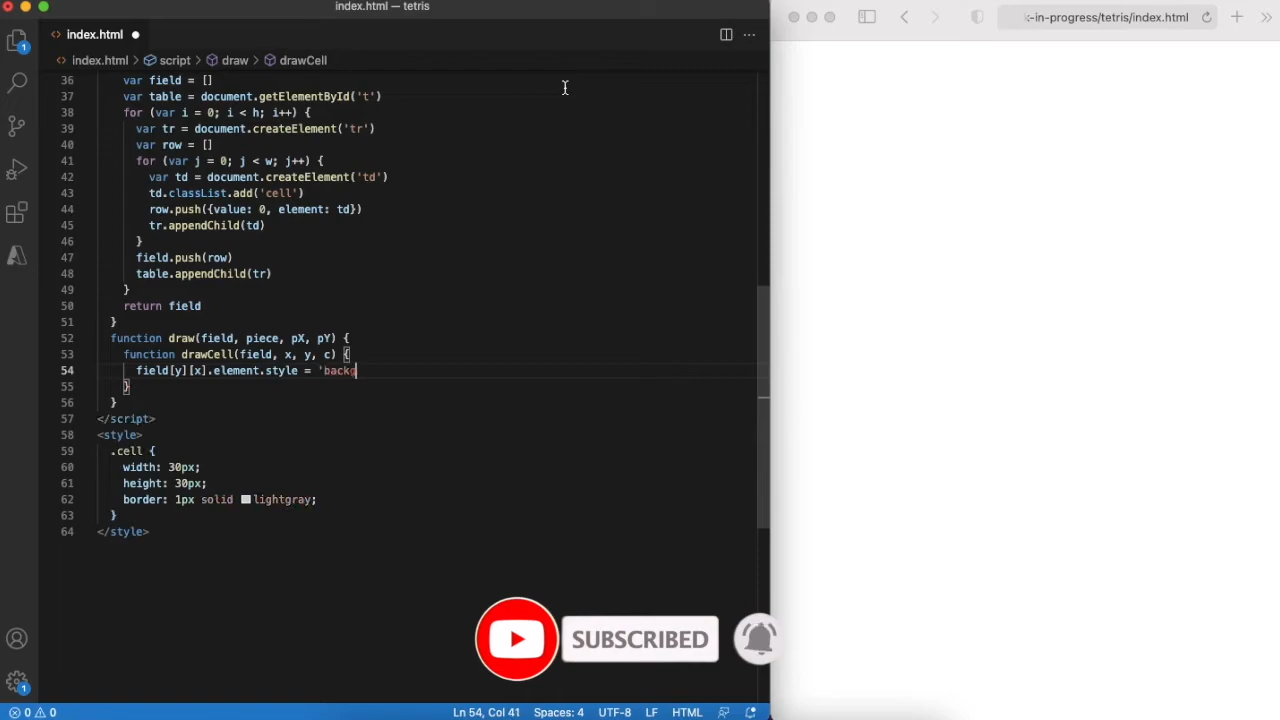 index.html — tetris
index.html
index.html > script > draw > drawCell
-in-progress/tetris/index.html
36 var field = []
37 var table = document.getElementById('t')
38 for (var i = 0; i < h; i++) {
39 var tr = document.createElement('tr')
40 var row = []
41 for (var j = 0; j < w; j++) {
42 var td = document.createElement('td')
43 td.classList.add('cell')
44 row.push({value: 0, element: td})
45 tr.appendChild(td)
46 }
47 field.push(row)
48 table.appendChild(tr)
49 }
50 return field
51 }
52 function draw(field, piece, pX, pY) {
53 function drawCell(field, x, y, c) {
54 field[y][x].element.style = 'backg
55 }
56 }
57 </script>
58 <style>
59 .cell {
60 width: 30px;
61 height: 30px;
62 border: 1px solid lightgray;
63 }
64 </style>
1
SUBSCRIBED
1
0 0 Ln 54, Col 41 Spaces: 4 UTF-8 LF HTML